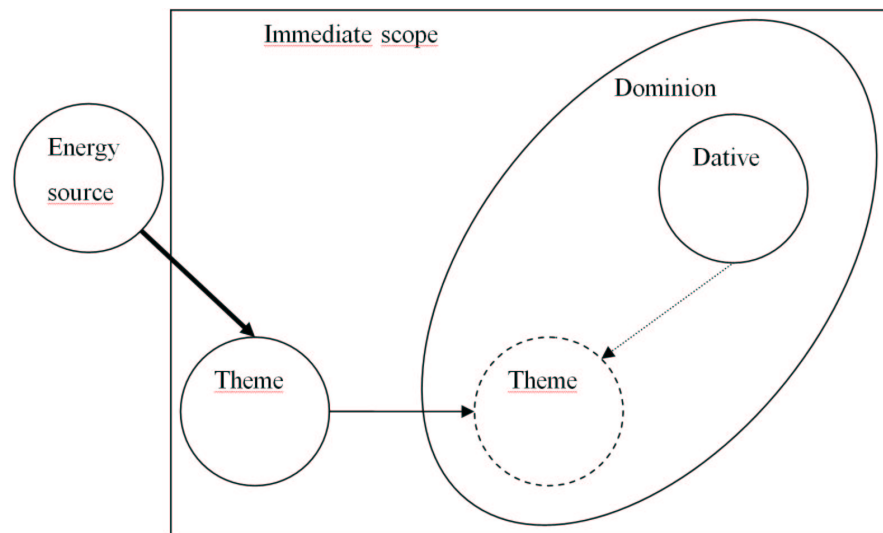 Immediate scope
Dominion
Energy
source
Dative
Theme
Theme